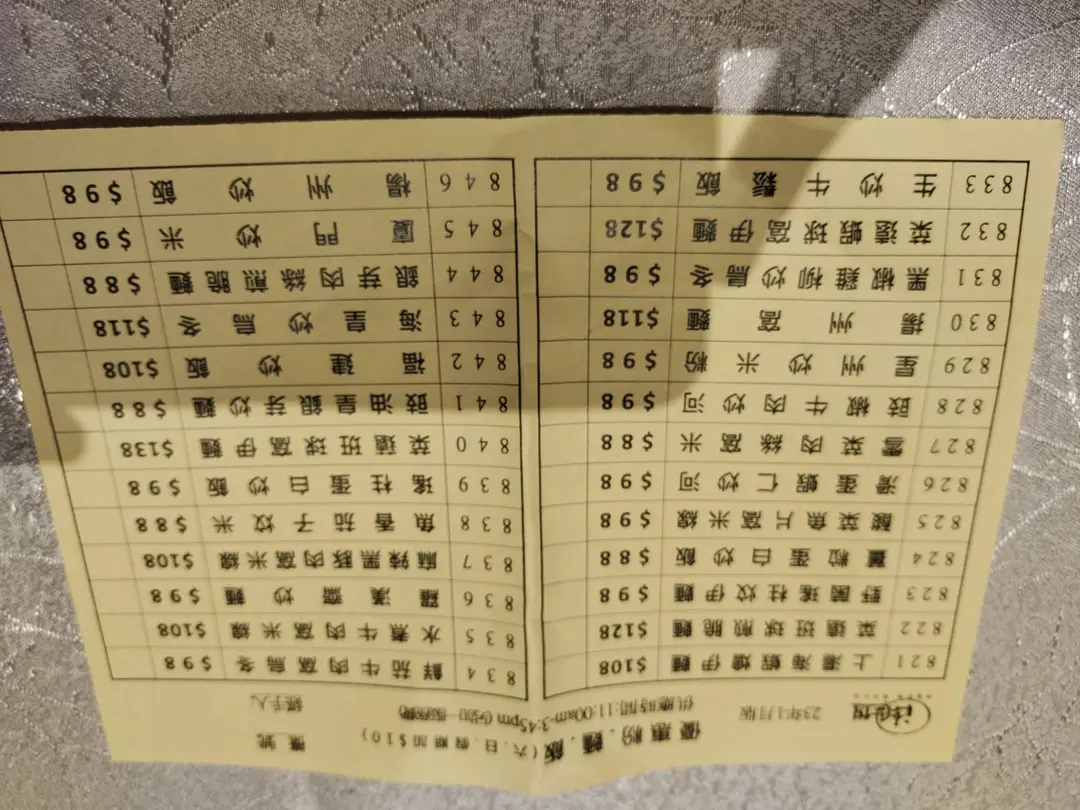 優惠粉.麵.飯 (六.日.假期加$10)
23年1月版 供應時間:11:00am-3:45pm 經手人
821 上湯海蝦伊麵 $108
822 菜遠班球煎脆麵 $128
823 野菌瑤柱炆伊麵 $98
824 薑粒蛋白炒飯 $88
825 酸菜魚片窩米線 $98
826 滑蛋蝦仁炒河 $98
827 雪菜肉絲窩米 $88
828 豉椒牛肉炒河 $98
829 星州炒米粉 $98
830 揚州窩麵 $118
831 黑椒雞柳炒烏冬 $98
832 菜遠蝦球窩伊麵 $128
833 生炒牛鬆飯 $98
834 鮮茄牛肉窩烏冬 $98
835 水煮牛肉窩米線 $108
836 羅漢齋炒麵 $98
837 麻辣黑豚肉窩米線 $108
838 魚香茄子炆米 $88
839 瑤柱蛋白炒飯 $98
840 菜遠班球窩伊麵 $138
841 豉油皇銀芽炒麵 $88
842 福建炒飯 $108
843 海皇炒烏冬 $118
844 銀芽肉絲煎脆麵 $88
845 廈門炒米 $98
846 楊州炒飯 $98